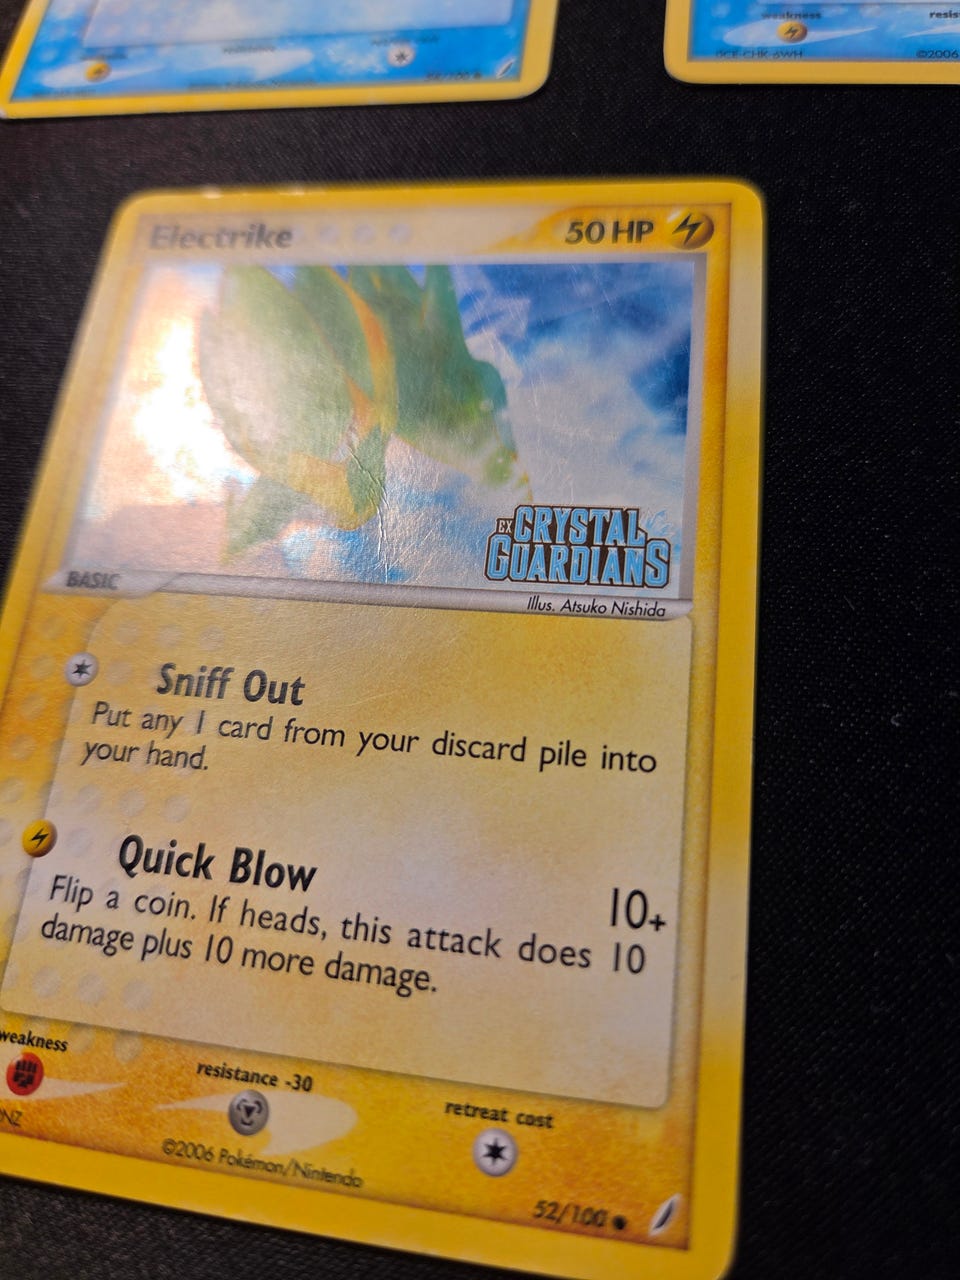 weakness
resis
©2006
Electrike
50 HP
EX
CRYSTAL
GUARDIANS
BASIC
Illus. Atsuko Nishida
Sniff Out
Put any 1 card from your discard pile into
your hand.
Quick Blow
10+
Flip a coin. If heads, this attack does 10
damage plus 10 more damage.
weakness
resistance -30
retreat cost
NZ
©2006 Pokémon/Nintendo
52/100